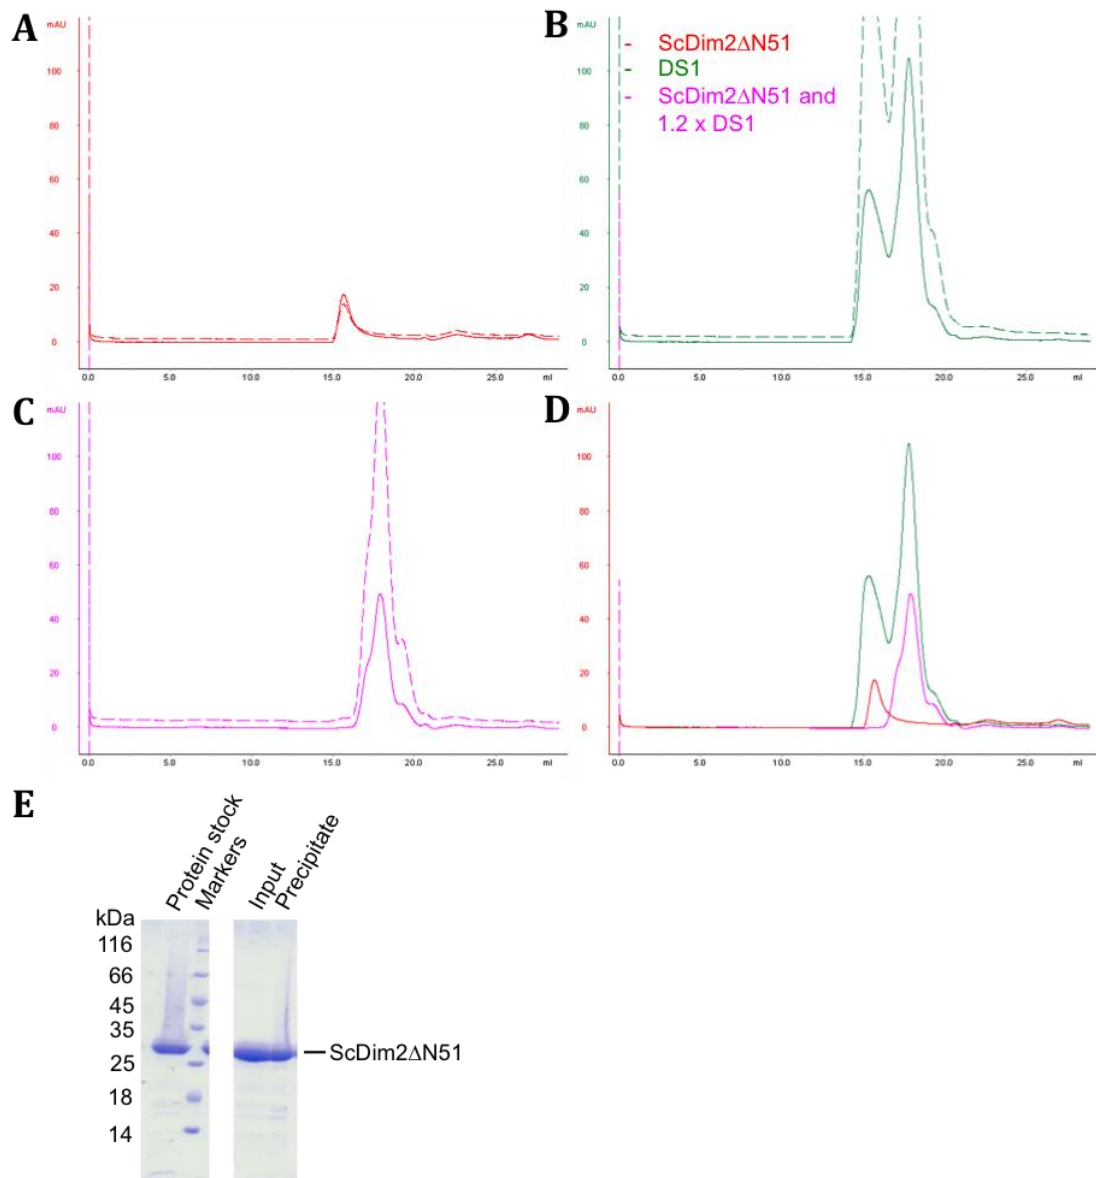 A
mAU
100
80
60
40
20
0
0.0 5.0 10.0 15.0 20.0 25.0 ml
B
mAU
100
80
60
40
20
0
0.0 5.0 10.0 15.0 20.0 25.0 ml
- ScDim2ΔN51
- DS1
- ScDim2ΔN51 and
1.2 x DS1
C
mAU
100
80
60
40
20
0
0.0 5.0 10.0 15.0 20.0 25.0 ml
D
mAU
100
80
60
40
20
0
0.0 5.0 10.0 15.0 20.0 25.0 ml
E
Protein stock
Markers
Input
Precipitate
kDa
116
66
45
35
25
18
14
ScDim2ΔN51